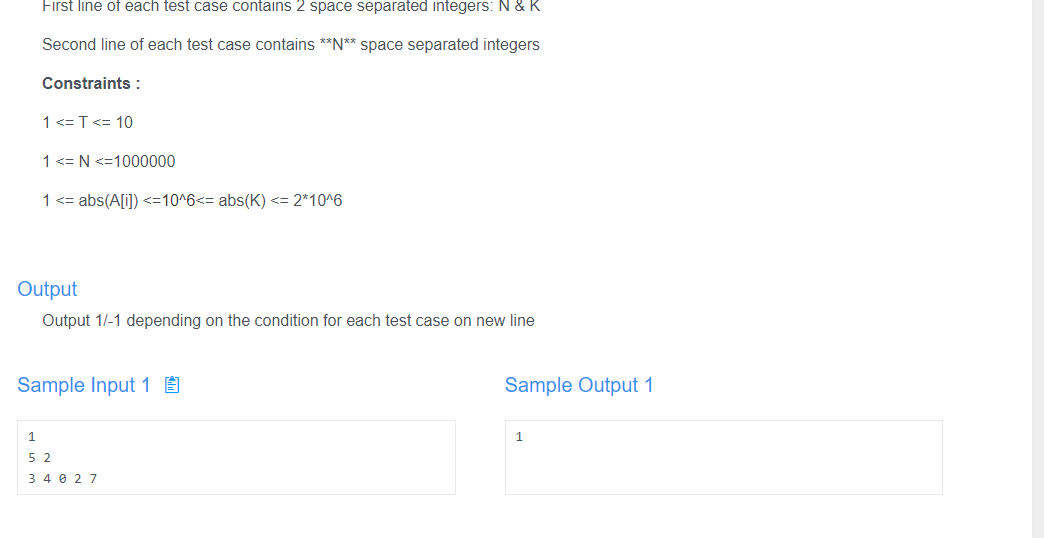 First line of each test case contains 2 space separated integers: N & K
Second line of each test case contains **N** space separated integers
Constraints :
1 <= T <= 10
1 <= N <=1000000
1 <= abs(A[i]) <=10^6<= abs(K) <= 2*10^6
Output
Output 1/-1 depending on the condition for each test case on new line
Sample Input 1
1
5 2
3 4 0 2 7
Sample Output 1
1